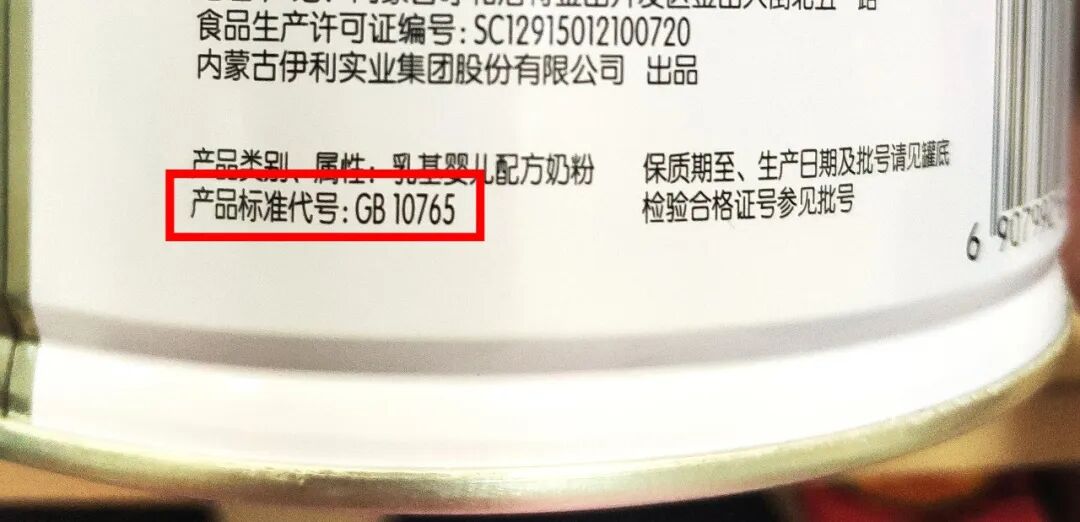 食品生产许可证编号：SC12915012100720
内蒙古伊利实业集团股份有限公司 出品
产品类别、属性：乳基婴儿配方奶粉
产品标准代号：GB 10765
保质期至、生产日期及批号请见罐底
检验合格证号参见批号
6 907992